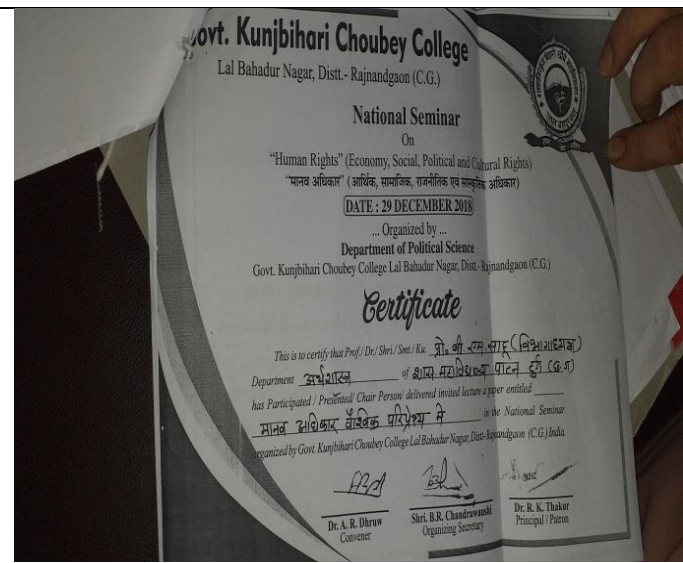 Govt. Kunjbihari Choubey College
Lal Bahadur Nagar, Distt.- Rajnandgaon (C.G.)
National Seminar
On
"Human Rights" (Economy, Social, Political and Cultural Rights)
"मानव अधिकार" (आर्थिक, सामाजिक, राजनीतिक एवं सांस्कृतिक अधिकार)
DATE : 29 DECEMBER 2018
... Organized by ...
Department of Political Science
Govt. Kunjbihari Choubey College Lal Bahadur Nagar, Distt.- Rajnandgaon (C.G.)
Certificate
This is to certify that Prof./ Dr./ Shri./ Smt./ Ku. प्रो. बी. एम. साहू (विभागाध्यक्ष)
Department अर्थशास्त्र of शास. महाविद्यालय पाटन दुर्ग (छ.ग)
has Participated / Presented/ Chair Person/ delivered invited lecture a paper entitled
मानव अधिकार वैश्विक परिप्रेक्ष्य मे in the National Seminar
organized by Govt. Kunjbihari Choubey College Lal Bahadur Nagar, Distt- Rajnandgaon (C.G.) India
Dr. A. R. Dhruw
Convener
Shri. B.R. Chandrawanshi
Organizing Secretary
Dr. R. K. Thakur
Principal / Patron